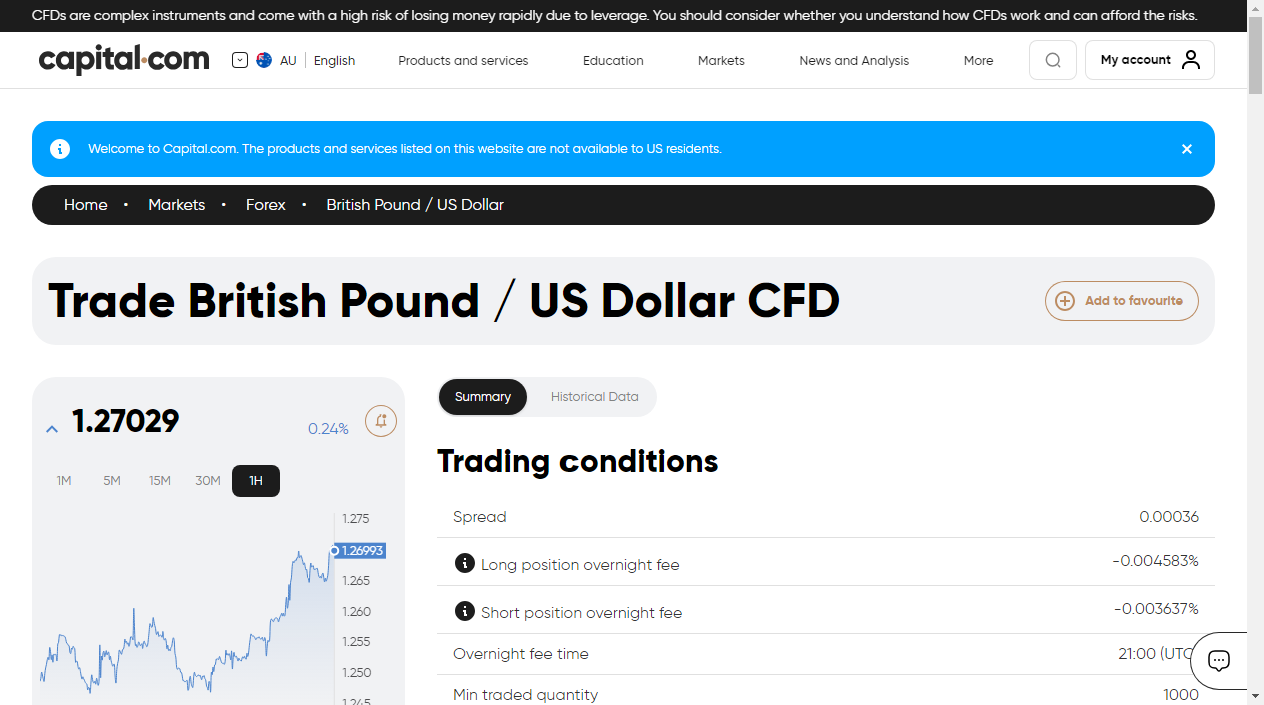 CFDs are complex instruments and come with a high risk of losing money rapidly due to leverage. You should consider whether you understand how CFDs work and can afford the risks.
capital.com
AU English Products and services Education Markets News and Analysis More My account
Welcome to Capital.com. The products and services listed on this website are not available to US residents.
Home • Markets • Forex • British Pound / US Dollar
Trade British Pound / US Dollar CFD
Add to favourite
1.27029
0.24%
1M 5M 15M 30M 1H
1.275
1.26993
1.265
1.260
1.255
1.250
1.245
Summary Historical Data
Trading conditions
Spread 0.00036
Long position overnight fee -0.004583%
Short position overnight fee -0.003637%
Overnight fee time 21:00 (UTC
Min traded quantity 1000